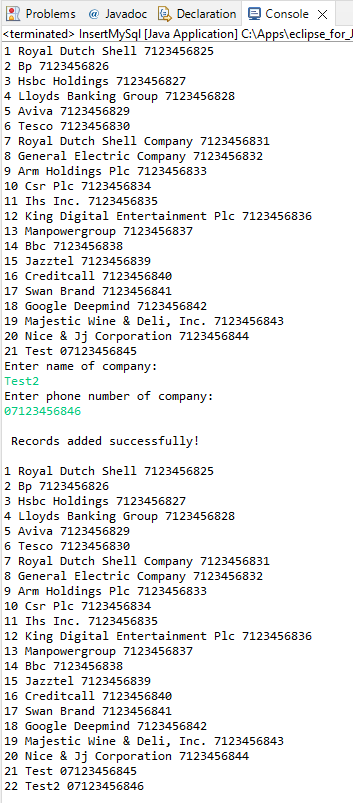 Problems @ Javadoc Declaration Console
<terminated> InsertMySql [Java Application] C:\Apps\eclipse_for_J
1 Royal Dutch Shell 7123456825
2 Bp 7123456826
3 Hsbc Holdings 7123456827
4 Lloyds Banking Group 7123456828
5 Aviva 7123456829
6 Tesco 7123456830
7 Royal Dutch Shell Company 7123456831
8 General Electric Company 7123456832
9 Arm Holdings Plc 7123456833
10 Csr Plc 7123456834
11 Ihs Inc. 7123456835
12 King Digital Entertainment Plc 7123456836
13 Manpowergroup 7123456837
14 Bbc 7123456838
15 Jazztel 7123456839
16 Creditcall 7123456840
17 Swan Brand 7123456841
18 Google Deepmind 7123456842
19 Majestic Wine & Deli, Inc. 7123456843
20 Nice & Jj Corporation 7123456844
21 Test 07123456845
Enter name of company:
Test2
Enter phone number of company:
07123456846
Records added successfully!
1 Royal Dutch Shell 7123456825
2 Bp 7123456826
3 Hsbc Holdings 7123456827
4 Lloyds Banking Group 7123456828
5 Aviva 7123456829
6 Tesco 7123456830
7 Royal Dutch Shell Company 7123456831
8 General Electric Company 7123456832
9 Arm Holdings Plc 7123456833
10 Csr Plc 7123456834
11 Ihs Inc. 7123456835
12 King Digital Entertainment Plc 7123456836
13 Manpowergroup 7123456837
14 Bbc 7123456838
15 Jazztel 7123456839
16 Creditcall 7123456840
17 Swan Brand 7123456841
18 Google Deepmind 7123456842
19 Majestic Wine & Deli, Inc. 7123456843
20 Nice & Jj Corporation 7123456844
21 Test 07123456845
22 Test2 07123456846